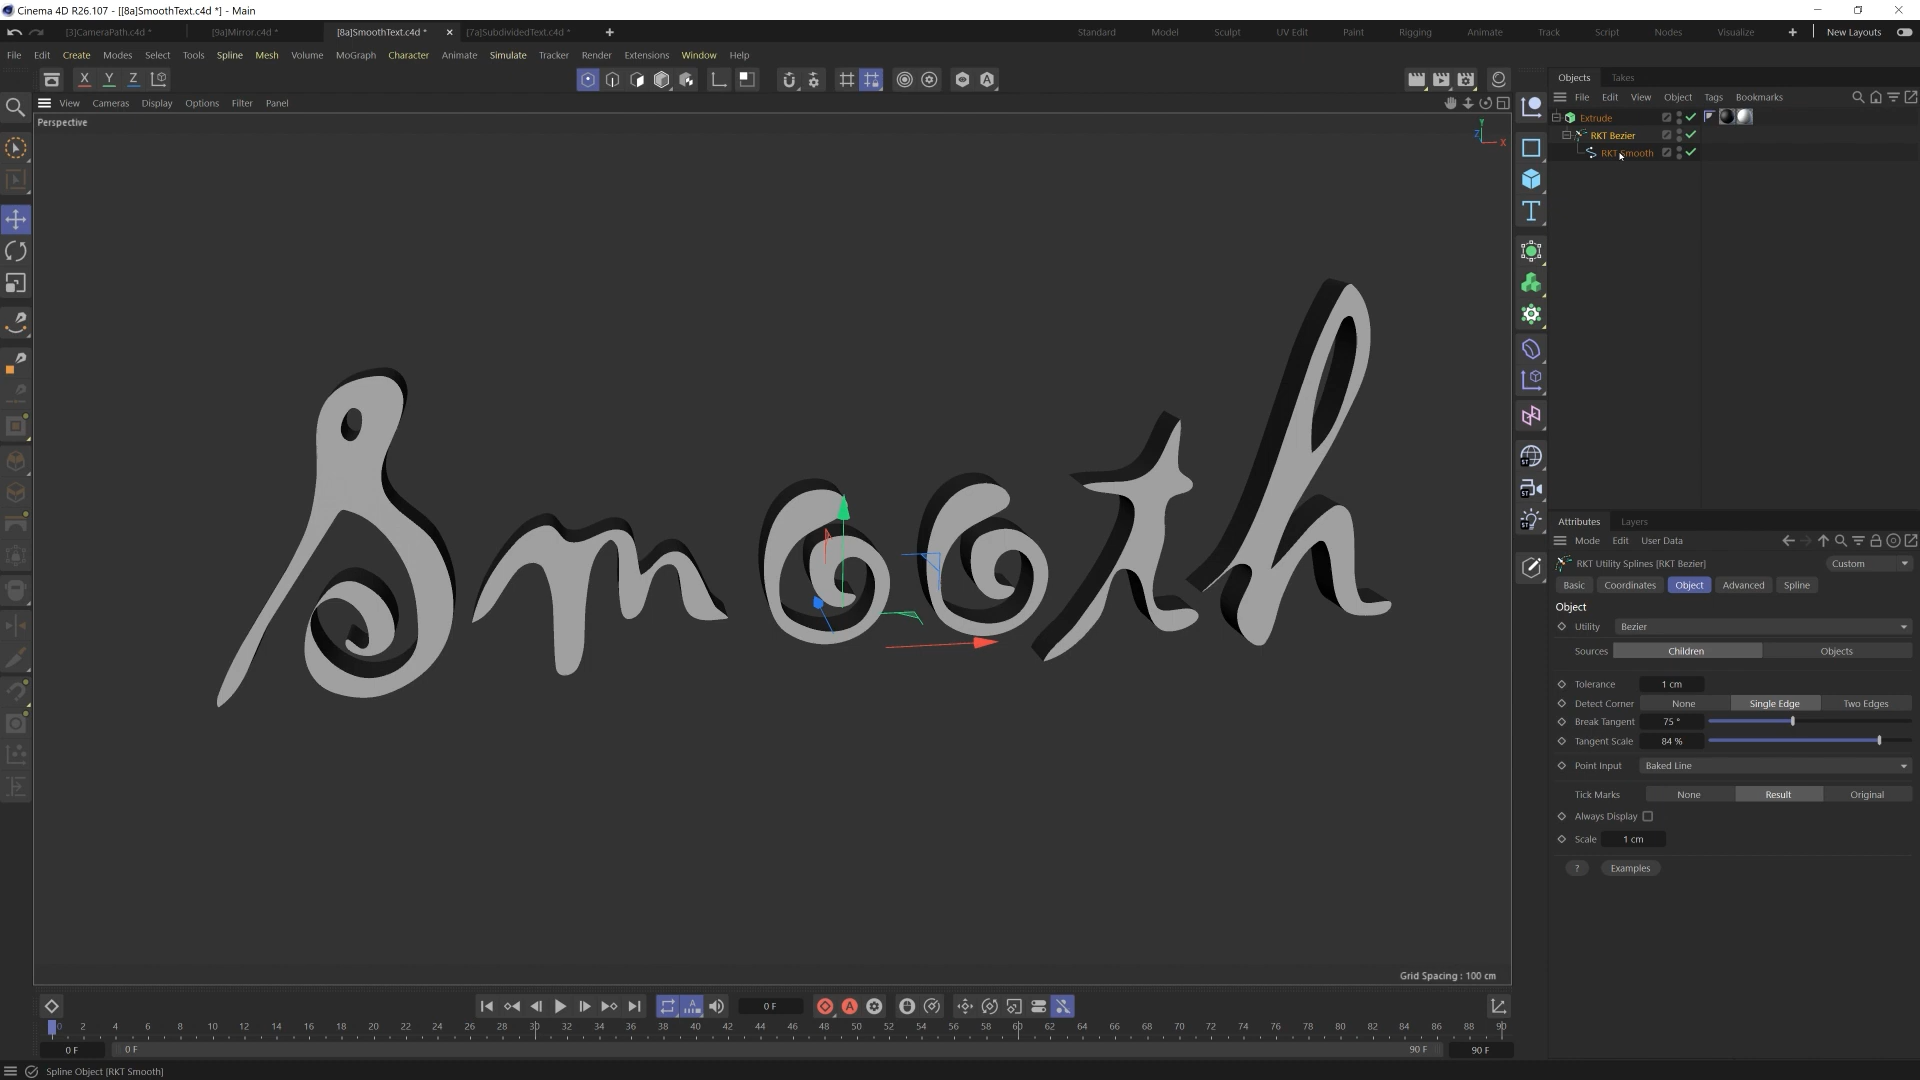 Cinema 4D R26.107 - [[8a]SmoothText.c4d *] - Main
[3]CameraPath.c4d *
[9a]Mirror.c4d *
[8a]SmoothText.c4d *
[7a]SubdividedText.c4d *
Standard
Model
Sculpt
UV Edit
Paint
Rigging
Animate
Track
Script
Nodes
Visualize
New Layouts
File Edit Create Modes Select Tools Spline Mesh MoGraph Volume Character Animate Simulate Tracker Render Extensions Window Help
X Y Z
View Cameras Display Options Filter Panel
Perspective
Y
Z
X
Smooth
Grid Spacing : 100 cm
Objects Takes
File Edit View Object Tags Bookmarks
Extrude
RKT Bezier
RKT Smooth
Attributes Layers
Mode Edit User Data
RKT Utility Splines [RKT Bezier]
Custom
Basic Coordinates Object Advanced Spline
Object
Utility Bezier
Sources Children Objects
Tolerance 1 cm
Detect Corner None Single Edge Two Edges
Break Tangent 75 °
Tangent Scale 84 %
Point Input Baked Line
Tick Marks None Result Original
Always Display
Scale 1 cm
? Examples
0 F
0 2 4 6 8 10 12 14 16 18 20 22 24 26 28 30 32 34 36 38 40 42 44 46 48 50 52 54 56 58 60 62 64 66 68 70 72 74 76 78 80 82 84 86 88 90
0 F
0 F
90 F
90 F
Spline Object [RKT Smooth]